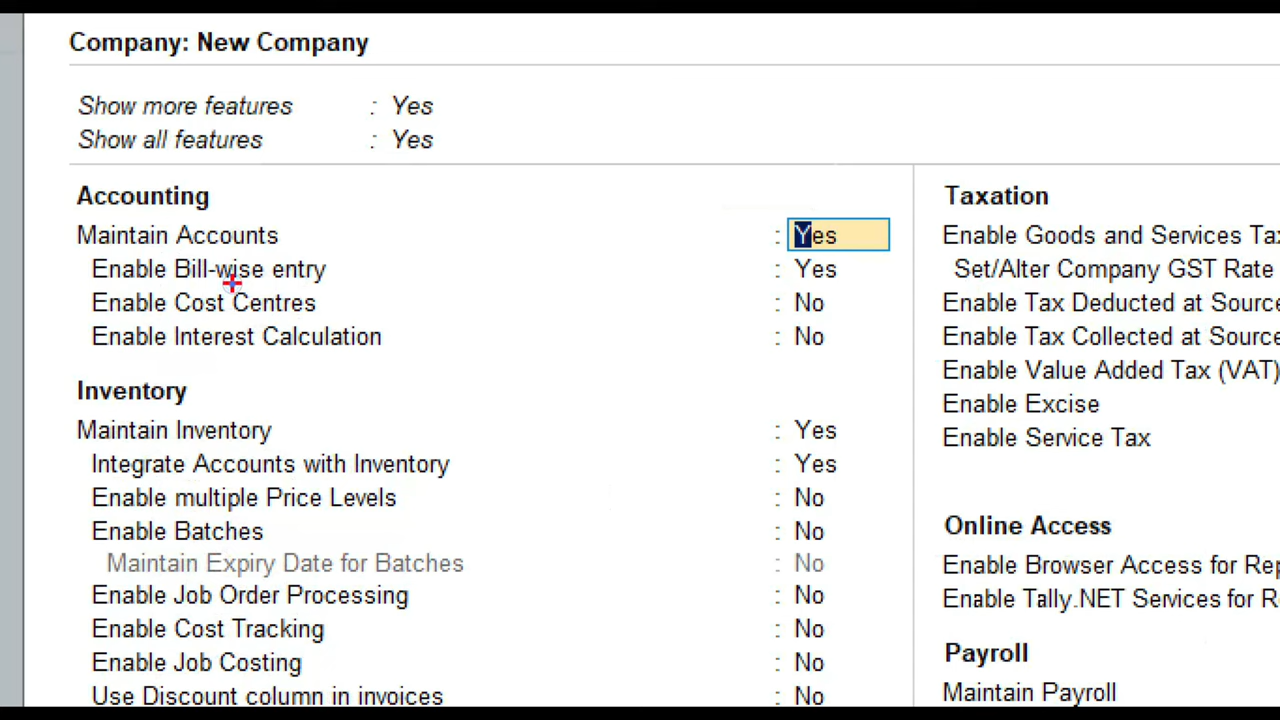 Company: New Company
Show more features : Yes
Show all features : Yes
Accounting
Maintain Accounts : Yes
Enable Bill-wise entry : Yes
Enable Cost Centres : No
Enable Interest Calculation : No
Inventory
Maintain Inventory : Yes
Integrate Accounts with Inventory : Yes
Enable multiple Price Levels : No
Enable Batches : No
Maintain Expiry Date for Batches : No
Enable Job Order Processing : No
Enable Cost Tracking : No
Enable Job Costing : No
Use Discount column in invoices : No
Taxation
Enable Goods and Services Tax
Set/Alter Company GST Rate
Enable Tax Deducted at Source
Enable Tax Collected at Source
Enable Value Added Tax (VAT)
Enable Excise
Enable Service Tax
Online Access
Enable Browser Access for Rep
Enable Tally.NET Services for R
Payroll
Maintain Payroll